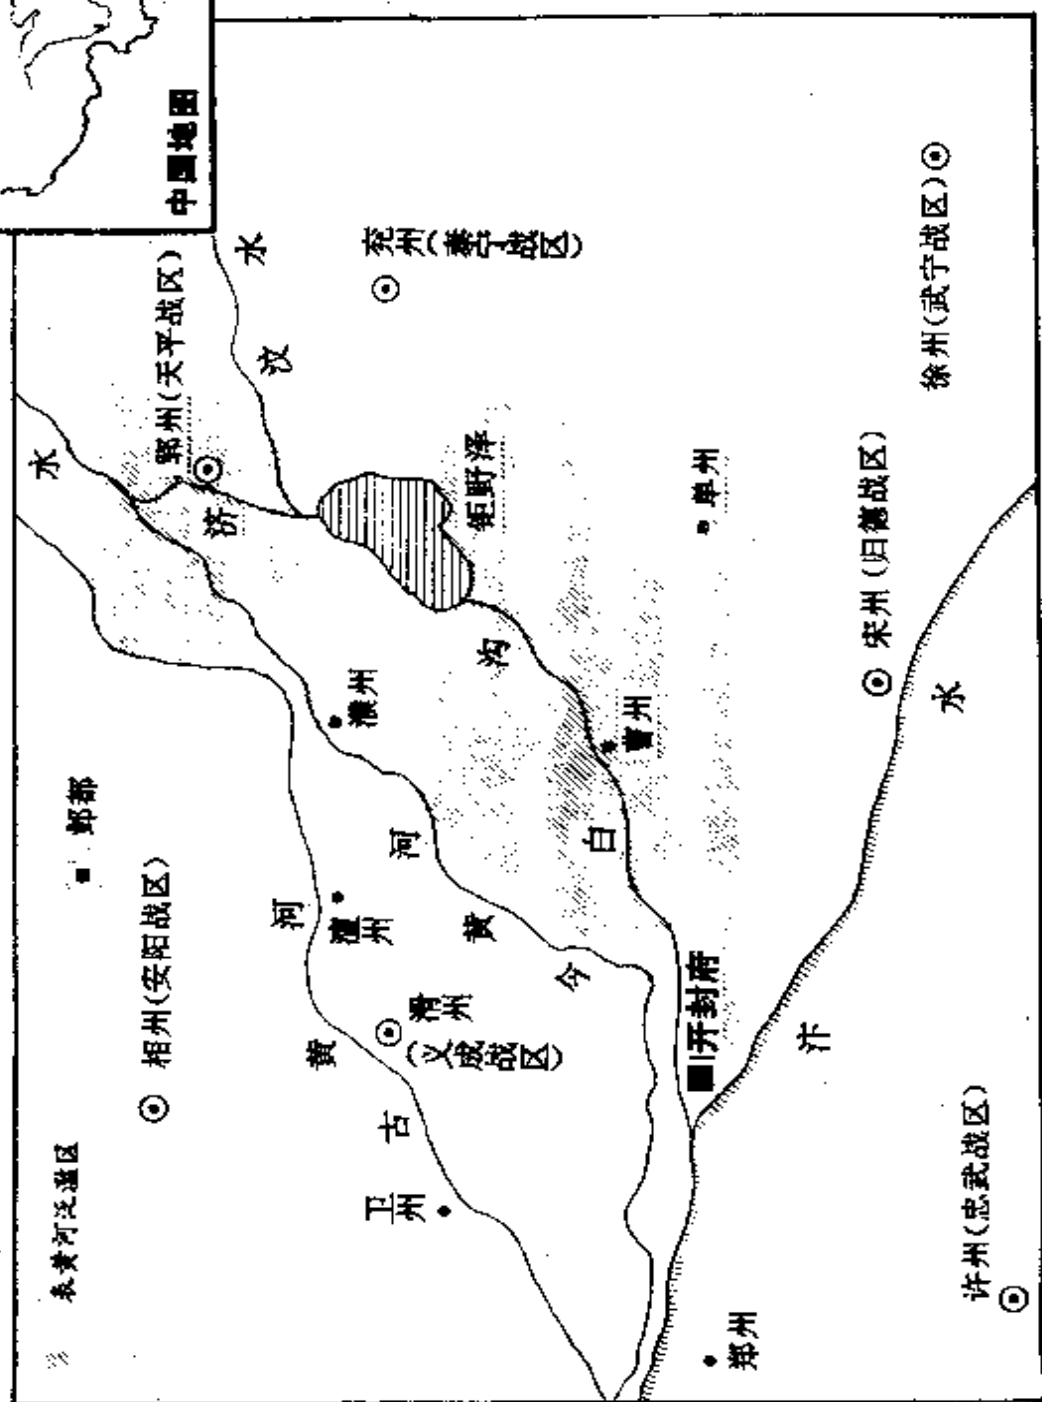 中国地图
表黄河泛滥区
邺都
相州(安阳战区)
水
郓州(天平战区)
济
水
汶
兖州(泰宁战区)
钜野泽
濮州
河
澶州
河
黄
滑州
(义成战区)
黄
古
卫州
今
沟
曹州
白
单州
徐州(武宁战区)
宋州(归德战区)
水
开封府
汴
郑州
许州(忠武战区)